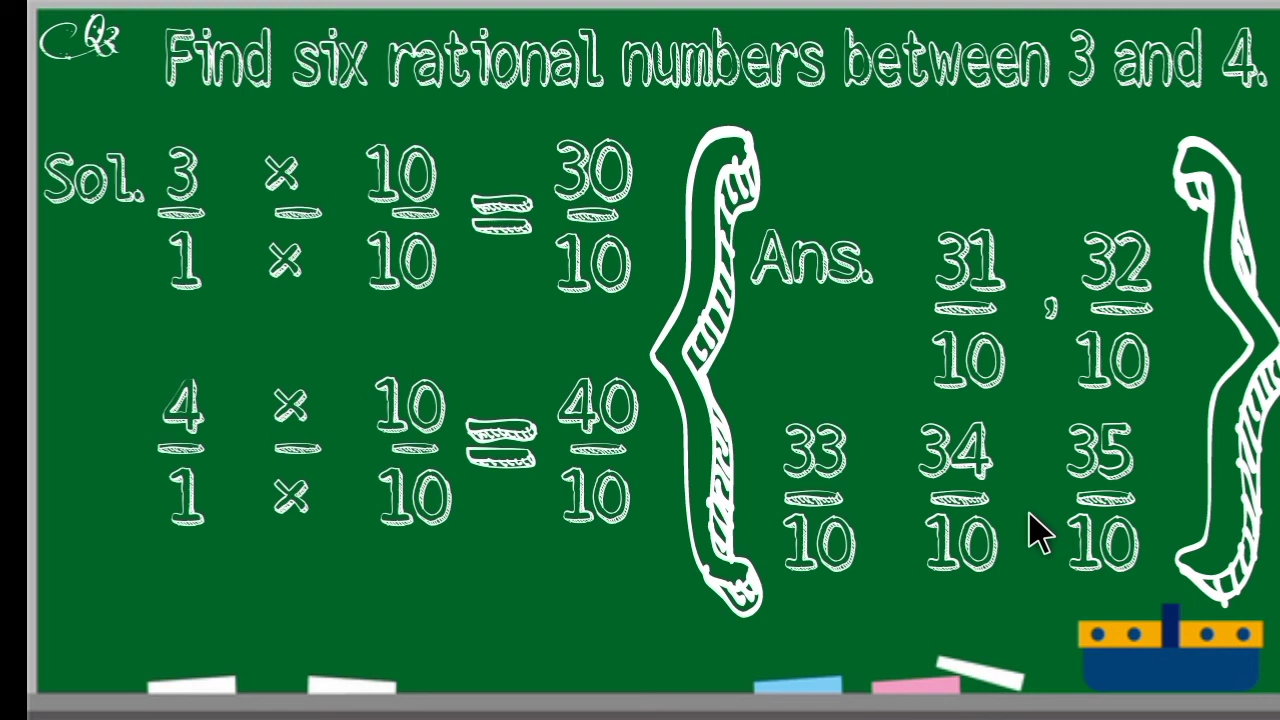 Q2 Find six rational numbers between 3 and 4.
Sol. 3 × 10 = 30
1 × 10 10
4 × 10 = 40
1 × 10 10
Ans. 31 , 32
10 10
33 34 35
10 10 10